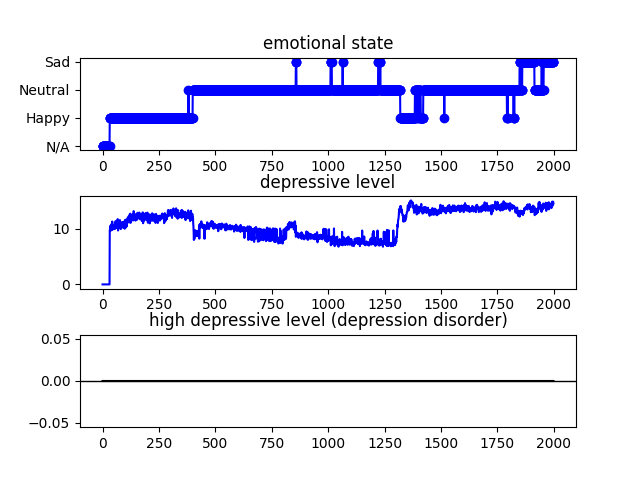 emotional state
Sad
Neutral
Happy
N/A
0 250 500 750 1000 1250 1500 1750 2000
depressive level
10
0
0 250 500 750 1000 1250 1500 1750 2000
high depressive level (depression disorder)
0.05
0.00
−0.05
0 250 500 750 1000 1250 1500 1750 2000